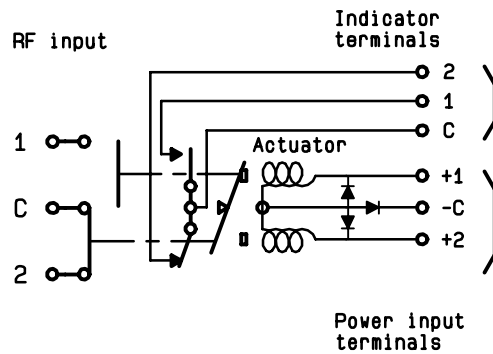 Indicator
terminals
RF input
2
1
C
Actuator
1
+1
C
-C
+2
2
Power input
terminals